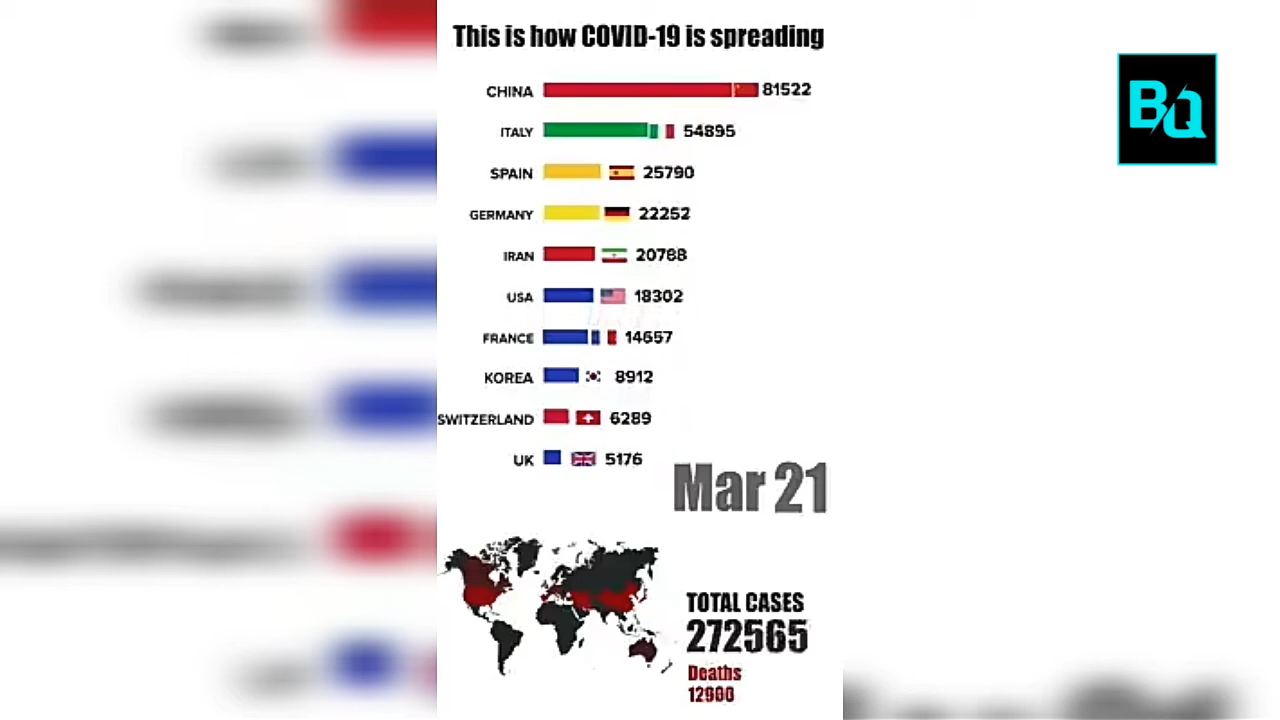 This is how COVID-19 is spreading
BQ
CHINA 81522
ITALY 54895
SPAIN 25790
GERMANY 22252
IRAN 20788
USA 18302
FRANCE 14657
KOREA 8912
SWITZERLAND 6289
UK 5176
Mar 21
TOTAL CASES
272565
Deaths
12900